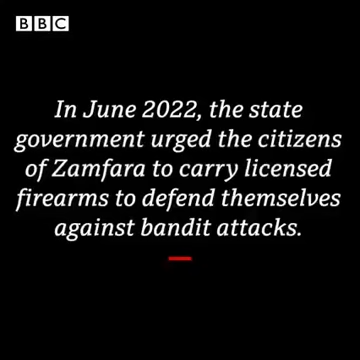 BBC
In June 2022, the state
government urged the citizens
of Zamfara to carry licensed
firearms to defend themselves
against bandit attacks.